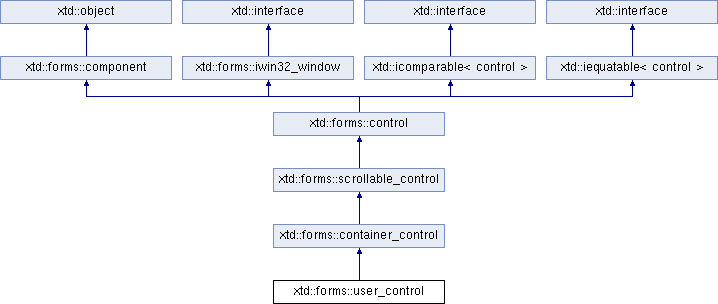 xtd::object
xtd::interface
xtd::interface
xtd::interface
xtd::forms::component
xtd::forms::iwin32_window
xtd::icomparable< control >
xtd::iequatable< control >
xtd::forms::control
xtd::forms::scrollable_control
xtd::forms::container_control
xtd::forms::user_control